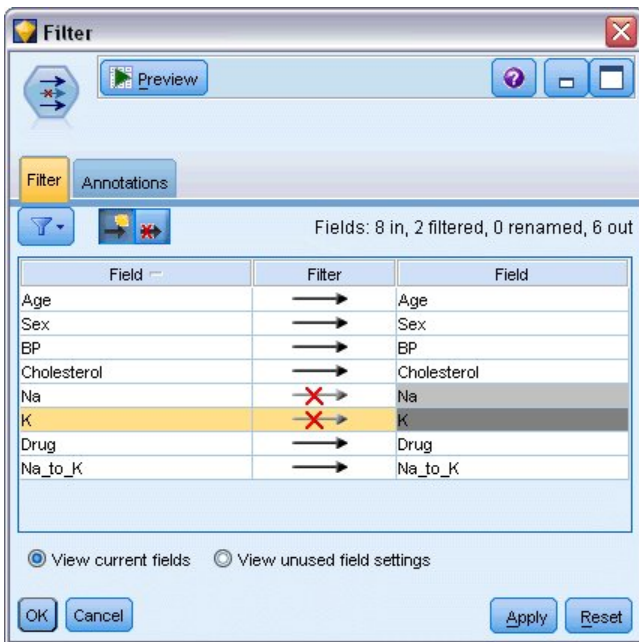 Filter
Preview
Filter Annotations
Fields: 8 in, 2 filtered, 0 renamed, 6 out
Field Filter Field
Age Age
Sex Sex
BP BP
Cholesterol Cholesterol
Na Na
K K
Drug Drug
Na_to_K Na_to_K
View current fields View unused field settings
OK Cancel Apply Reset